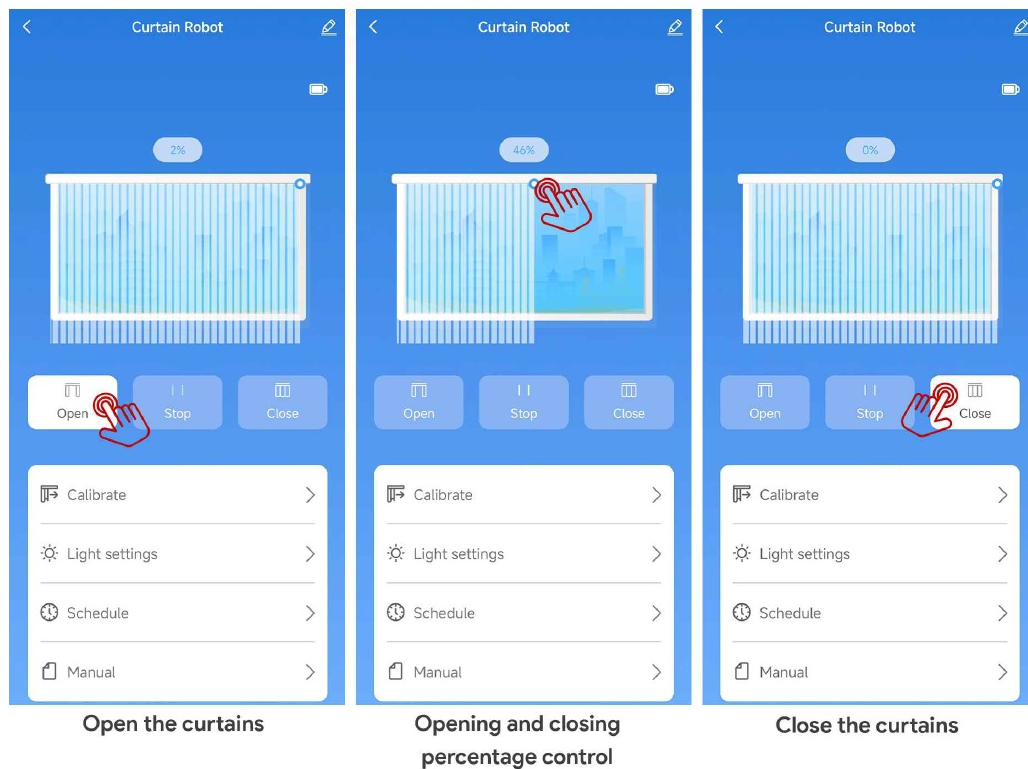 Curtain Robot
2%
Open
Stop
Close
Calibrate
Light settings
Schedule
Manual
Open the curtains
Curtain Robot
46%
Open
Stop
Close
Calibrate
Light settings
Schedule
Manual
Opening and closing
percentage control
Curtain Robot
0%
Open
Stop
Close
Calibrate
Light settings
Schedule
Manual
Close the curtains